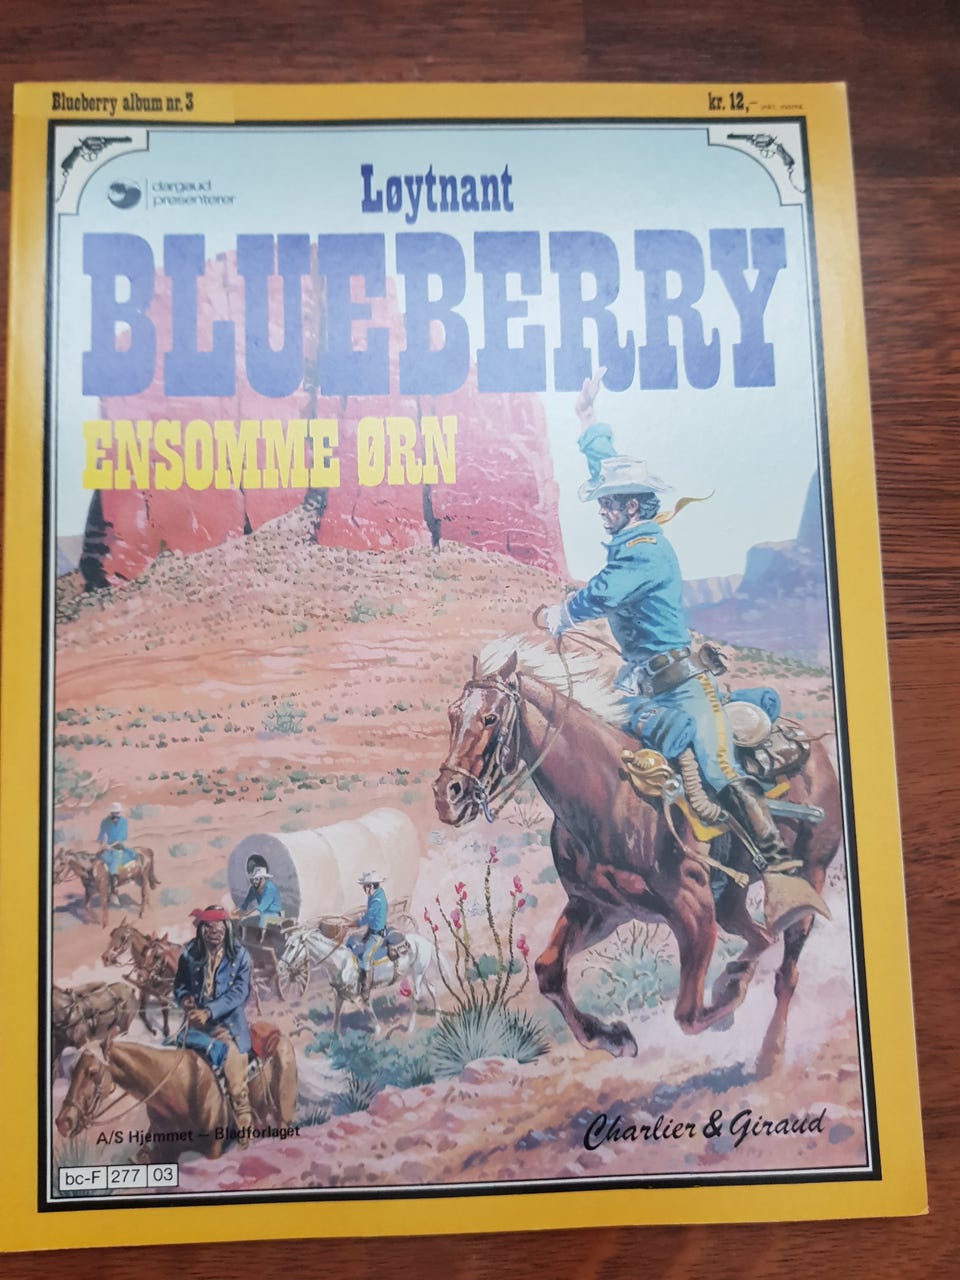 Blueberry album nr. 3
kr. 12,-
dargaud
presenterer
Løytnant
BLUEBERRY
ENSOMME ØRN
A/S Hjemmet – Bladforlaget
Charlier & Giraud
bc-F 277 03